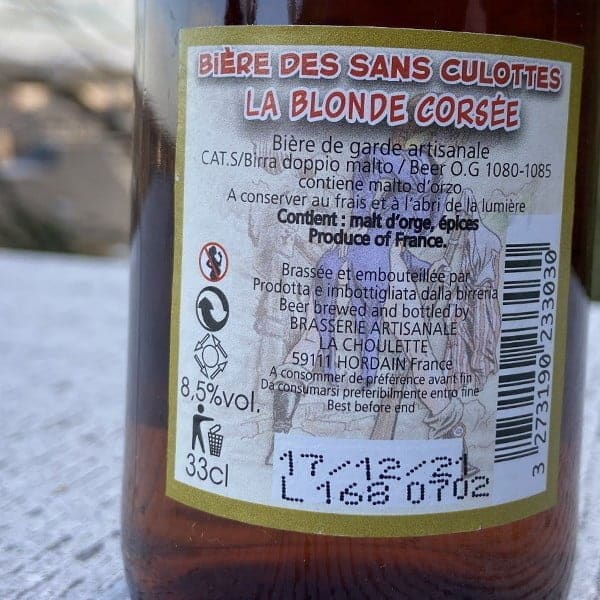 BIÈRE DES SANS CULOTTES
LA BLONDE CORSÉE
Bière de garde artisanale
CAT.S/Birra doppio malto / Beer O.G 1080-1085
contiene malto d'orzo
A conserver au frais et à l'abri de la lumière
Contient : malt d'orge, épices
Produce of France.
Brassée et embouteillée par
Prodotta e imbottigliata dalla birreria
Beer brewed and bottled by
BRASSERIE ARTISANALE
LA CHOULETTE
59111 HORDAIN France
A consommer de préférence avant fin
Da consumarsi preferibilmente entro fine
Best before end
8,5%vol.
33cl
17/12/21
L 168 0702
3 273190 233030